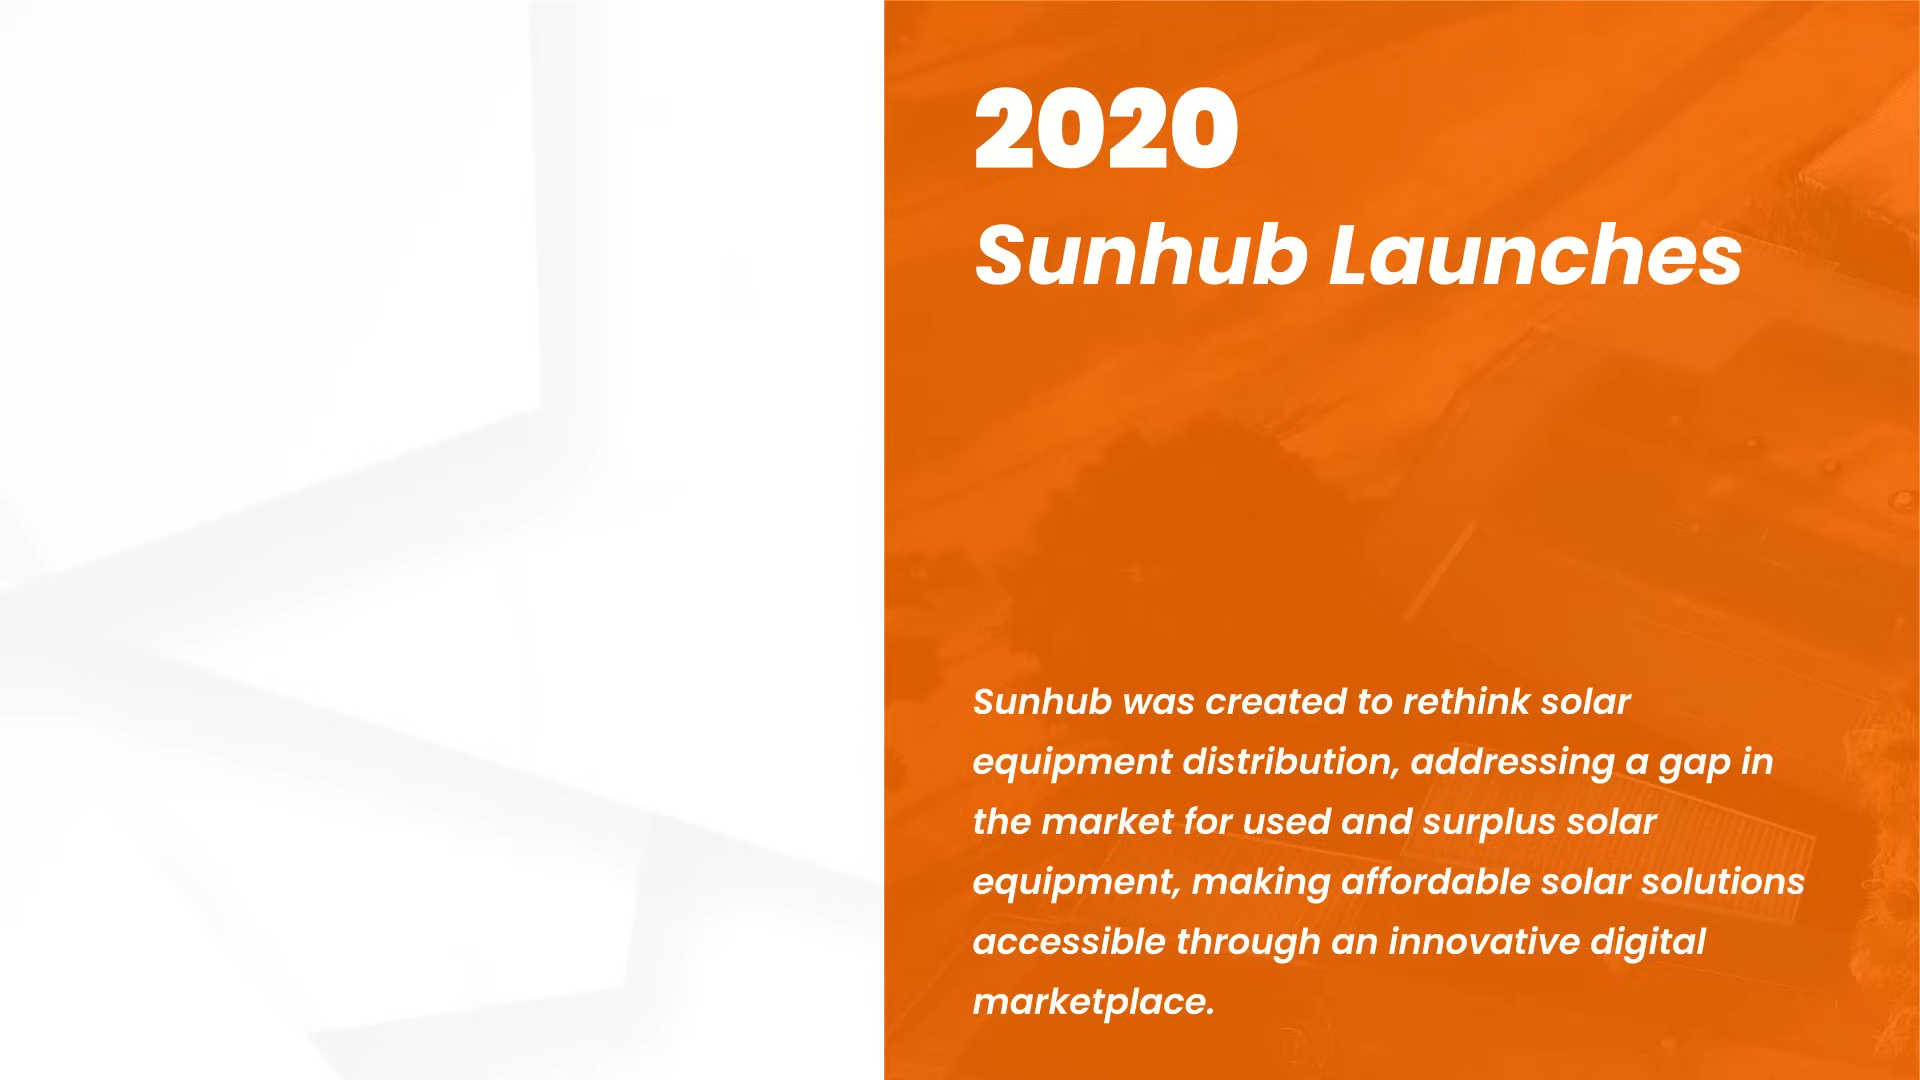 2020
Sunhub Launches
Sunhub was created to rethink solar
equipment distribution, addressing a gap in
the market for used and surplus solar
equipment, making affordable solar solutions
accessible through an innovative digital
marketplace.